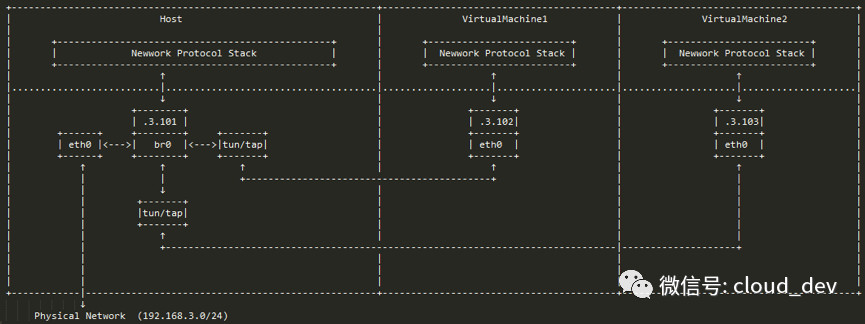 Host VirtualMachine1 VirtualMachine2
Newwork Protocol Stack Newwork Protocol Stack Newwork Protocol Stack
.3.101 .3.102 .3.103
eth0 br0 tun/tap eth0 eth0
tun/tap
微信号: cloud_dev
Physical Network (192.168.3.0/24)